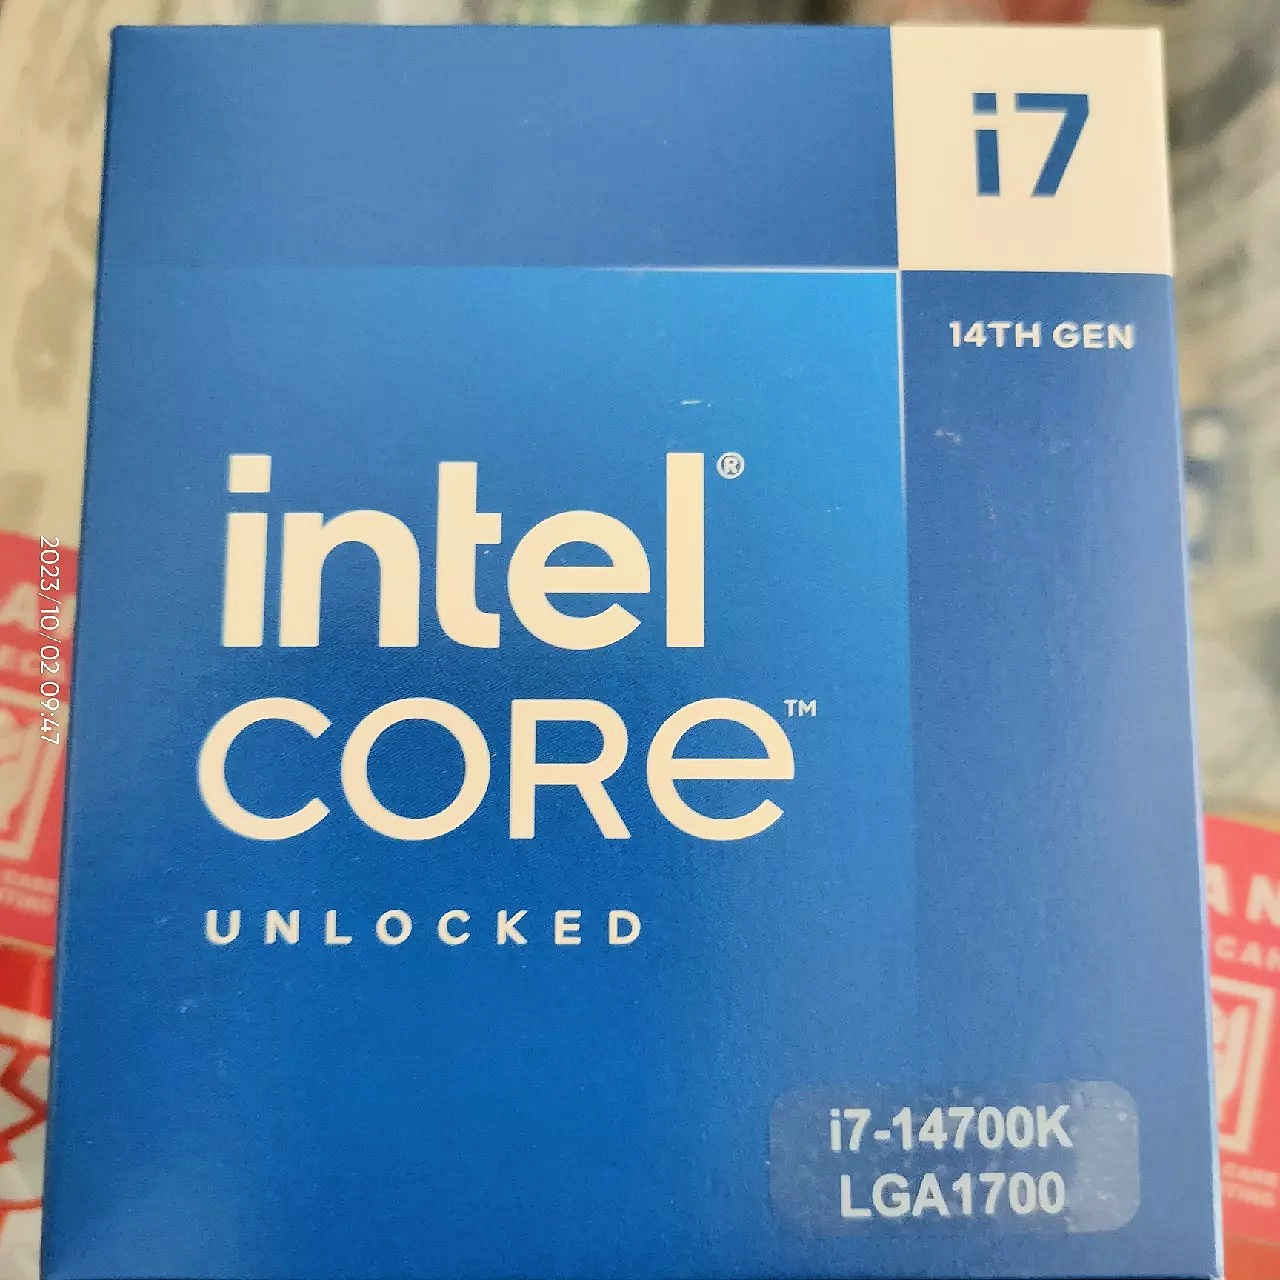 i7
14TH GEN
intel®
CORE™
UNLOCKED
i7-14700K
LGA1700
2023/10/02 09:47